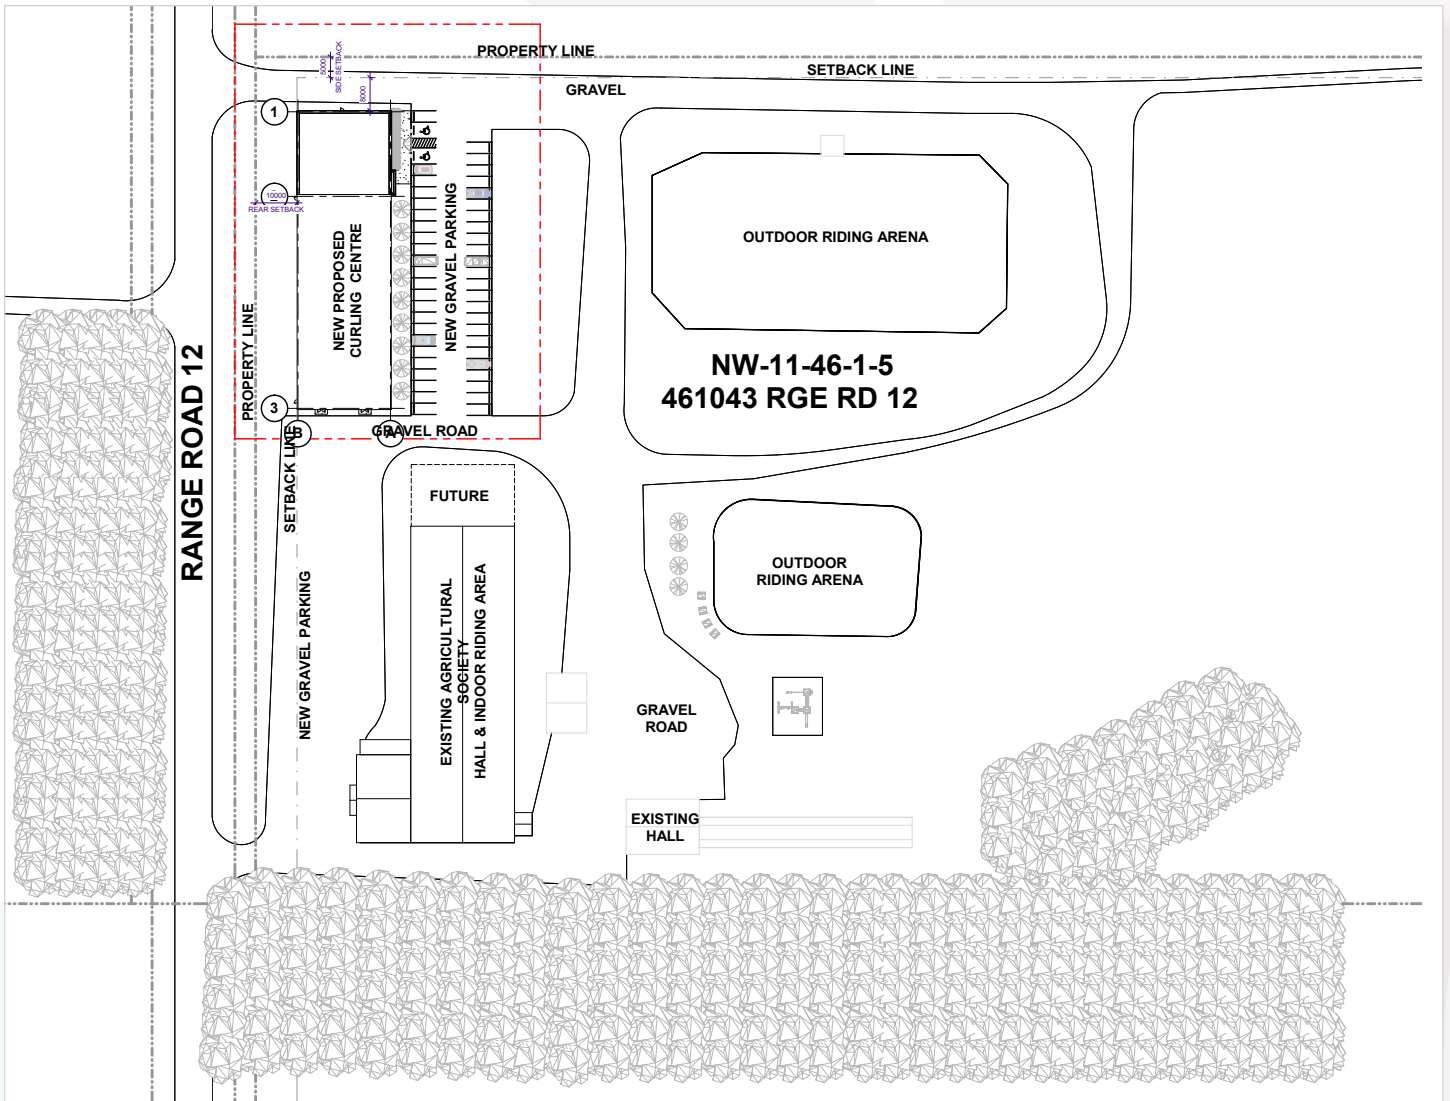 PROPERTY LINE
SETBACK LINE
GRAVEL
5000
SIDE SETBACK
8000
1
10000
REAR SETBACK
NEW PROPOSED
CURLING CENTRE
NEW GRAVEL PARKING
OUTDOOR RIDING ARENA
PROPERTY LINE
RANGE ROAD 12
NW-11-46-1-5
461043 RGE RD 12
3
B
A
GRAVEL ROAD
SETBACK LINE
FUTURE
NEW GRAVEL PARKING
EXISTING AGRICULTURAL
SOCIETY
HALL & INDOOR RIDING AREA
OUTDOOR
RIDING ARENA
GRAVEL
ROAD
EXISTING
HALL